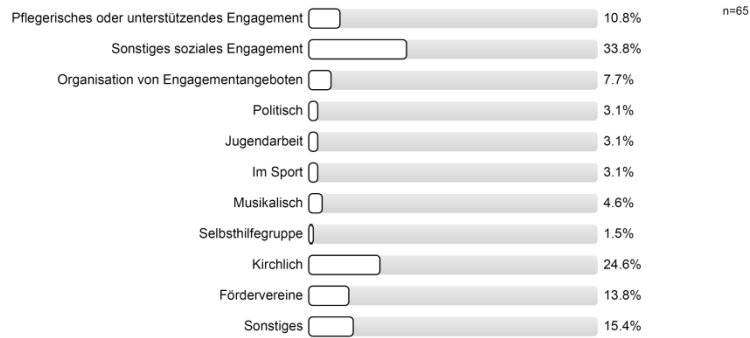 Pflegerisches oder unterstützendes Engagement 10.8% n=65
Sonstiges soziales Engagement 33.8%
Organisation von Engagementangeboten 7.7%
Politisch 3.1%
Jugendarbeit 3.1%
Im Sport 3.1%
Musikalisch 4.6%
Selbsthilfegruppe 1.5%
Kirchlich 24.6%
Fördervereine 13.8%
Sonstiges 15.4%